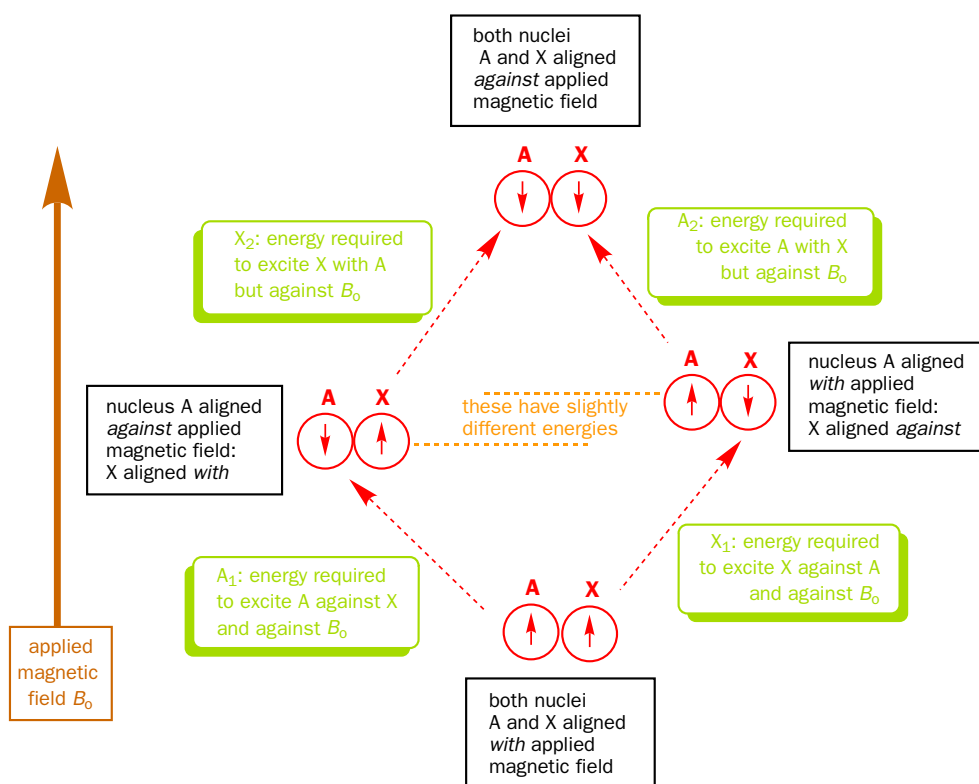 both nuclei
A and X aligned
against applied
magnetic field
A X
X₂: energy required
to excite X with A
but against Bₒ
A₂: energy required
to excite A with X
but against Bₒ
A X
nucleus A aligned
against applied
magnetic field:
X aligned with
these have slightly
different energies
A X
nucleus A aligned
with applied
magnetic field:
X aligned against
A₁: energy required
to excite A against X
and against Bₒ
X₁: energy required
to excite X against A
and against Bₒ
A X
applied
magnetic
field Bₒ
both nuclei
A and X aligned
with applied
magnetic field